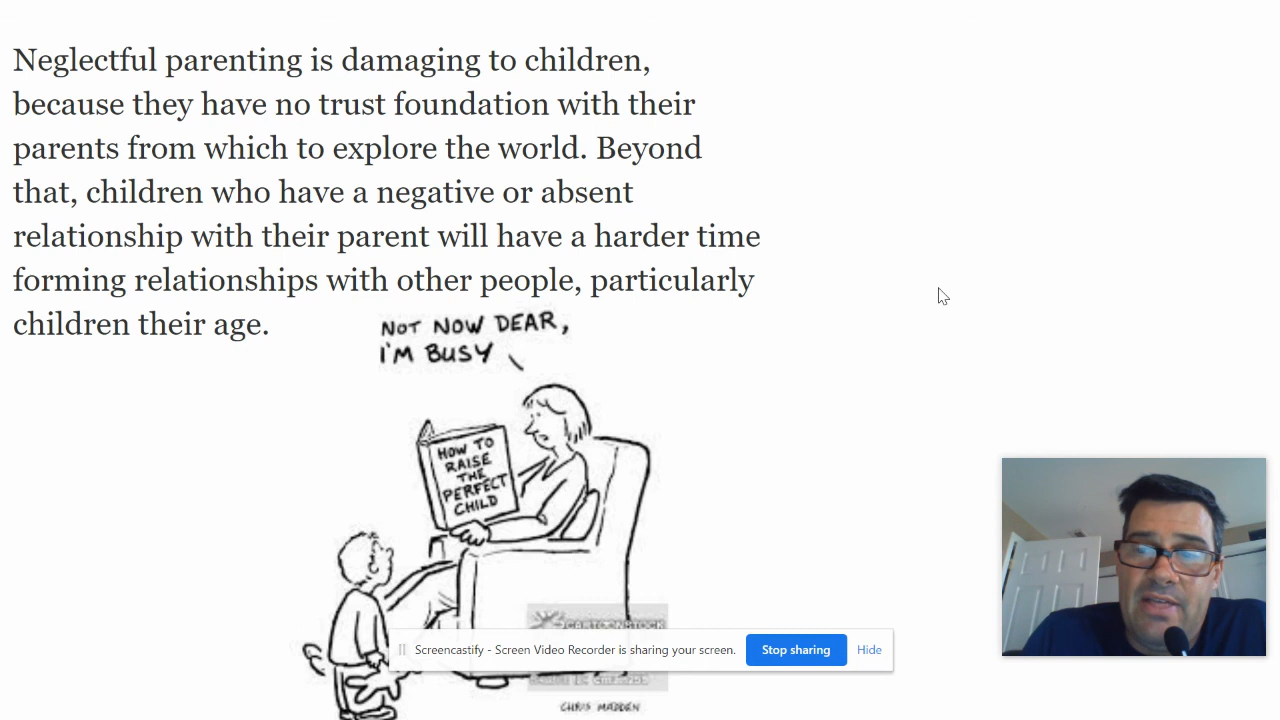 Neglectful parenting is damaging to children,
because they have no trust foundation with their
parents from which to explore the world. Beyond
that, children who have a negative or absent
relationship with their parent will have a harder time
forming relationships with other people, particularly
children their age.
NOT NOW DEAR,
I'M BUSY
HOW TO
RAISE
THE
PERFECT
CHILD
CARTOONSTOCK
Screencastify - Screen Video Recorder is sharing your screen.
Stop sharing
Hide
CHRIS MADDEN